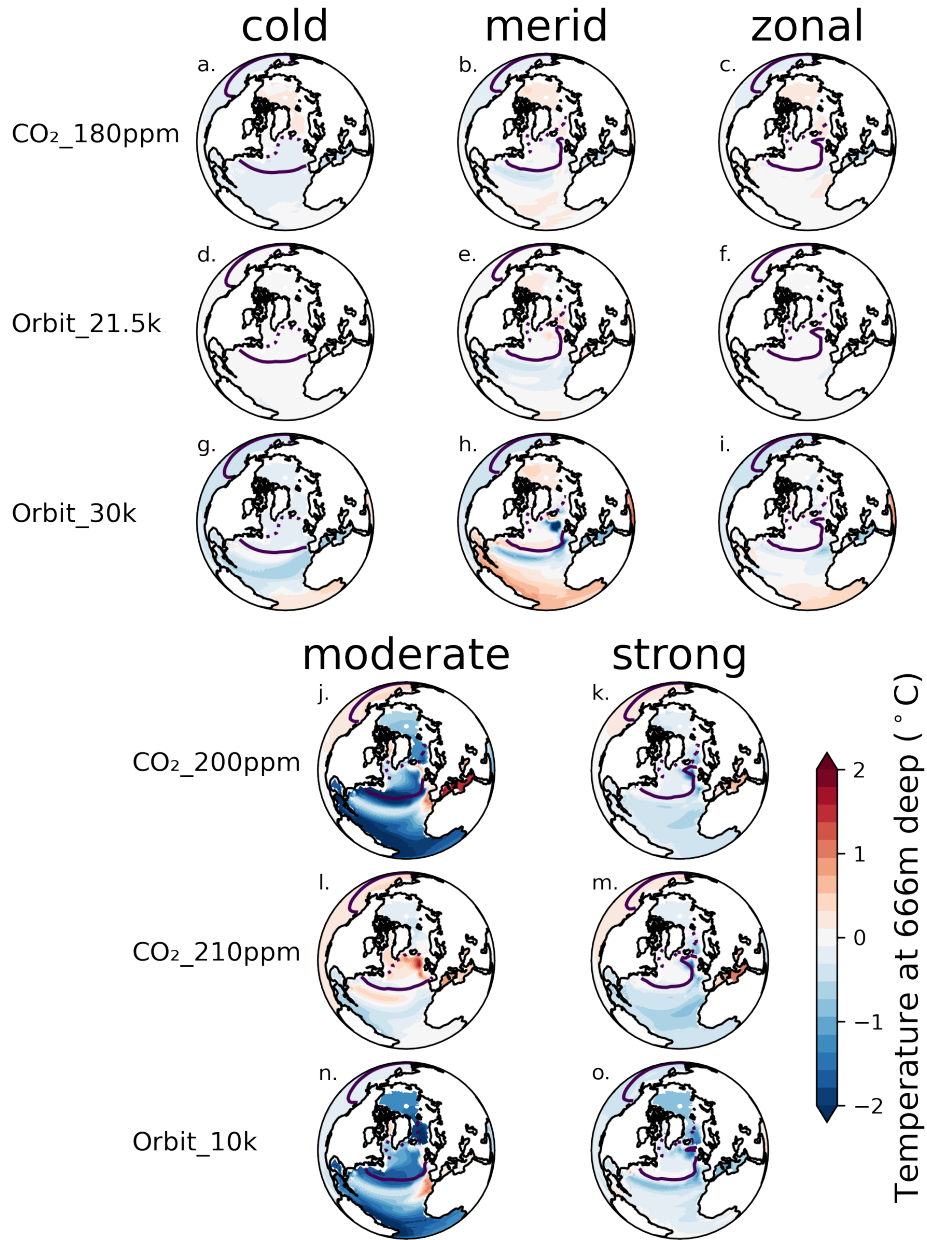 cold merid zonal
a. b. c.
CO₂_180ppm
d. e. f.
Orbit_21.5k
g. h. i.
Orbit_30k
moderate strong
j. k.
CO₂_200ppm
l. m.
CO₂_210ppm
n. o.
Orbit_10k
2
1
0
−1
−2
Temperature at 666m deep (°C)